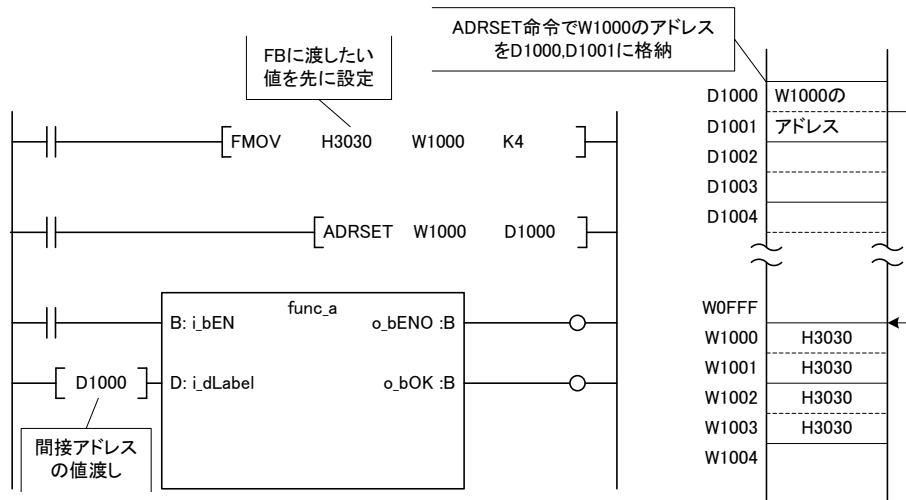 ADRSET命令でW1000のアドレス
をD1000,D1001に格納
FBに渡したい
値を先に設定
FMOV H3030 W1000 K4
ADRSET W1000 D1000
func_a
B: i_bEN o_bENO :B
D1000 D: i_dLabel o_bOK :B
間接アドレス
の値渡し
D1000 W1000の
D1001 アドレス
D1002
D1003
D1004
W0FFF
W1000 H3030
W1001 H3030
W1002 H3030
W1003 H3030
W1004